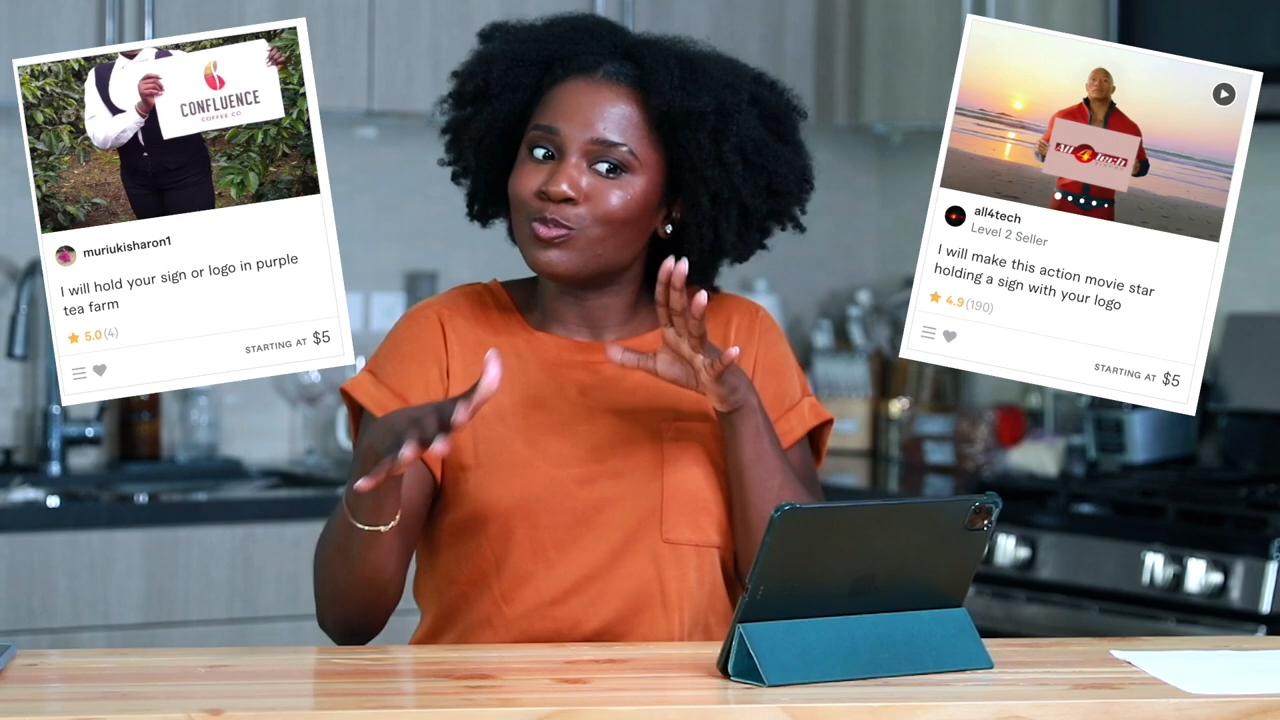 CONFLUENCE
COFFEE CO
muriukisharon1
I will hold your sign or logo in purple
tea farm
5.0 (4)
STARTING AT $5
all4tech
all4tech
Level 2 Seller
I will make this action movie star
holding a sign with your logo
4.9 (190)
STARTING AT $5